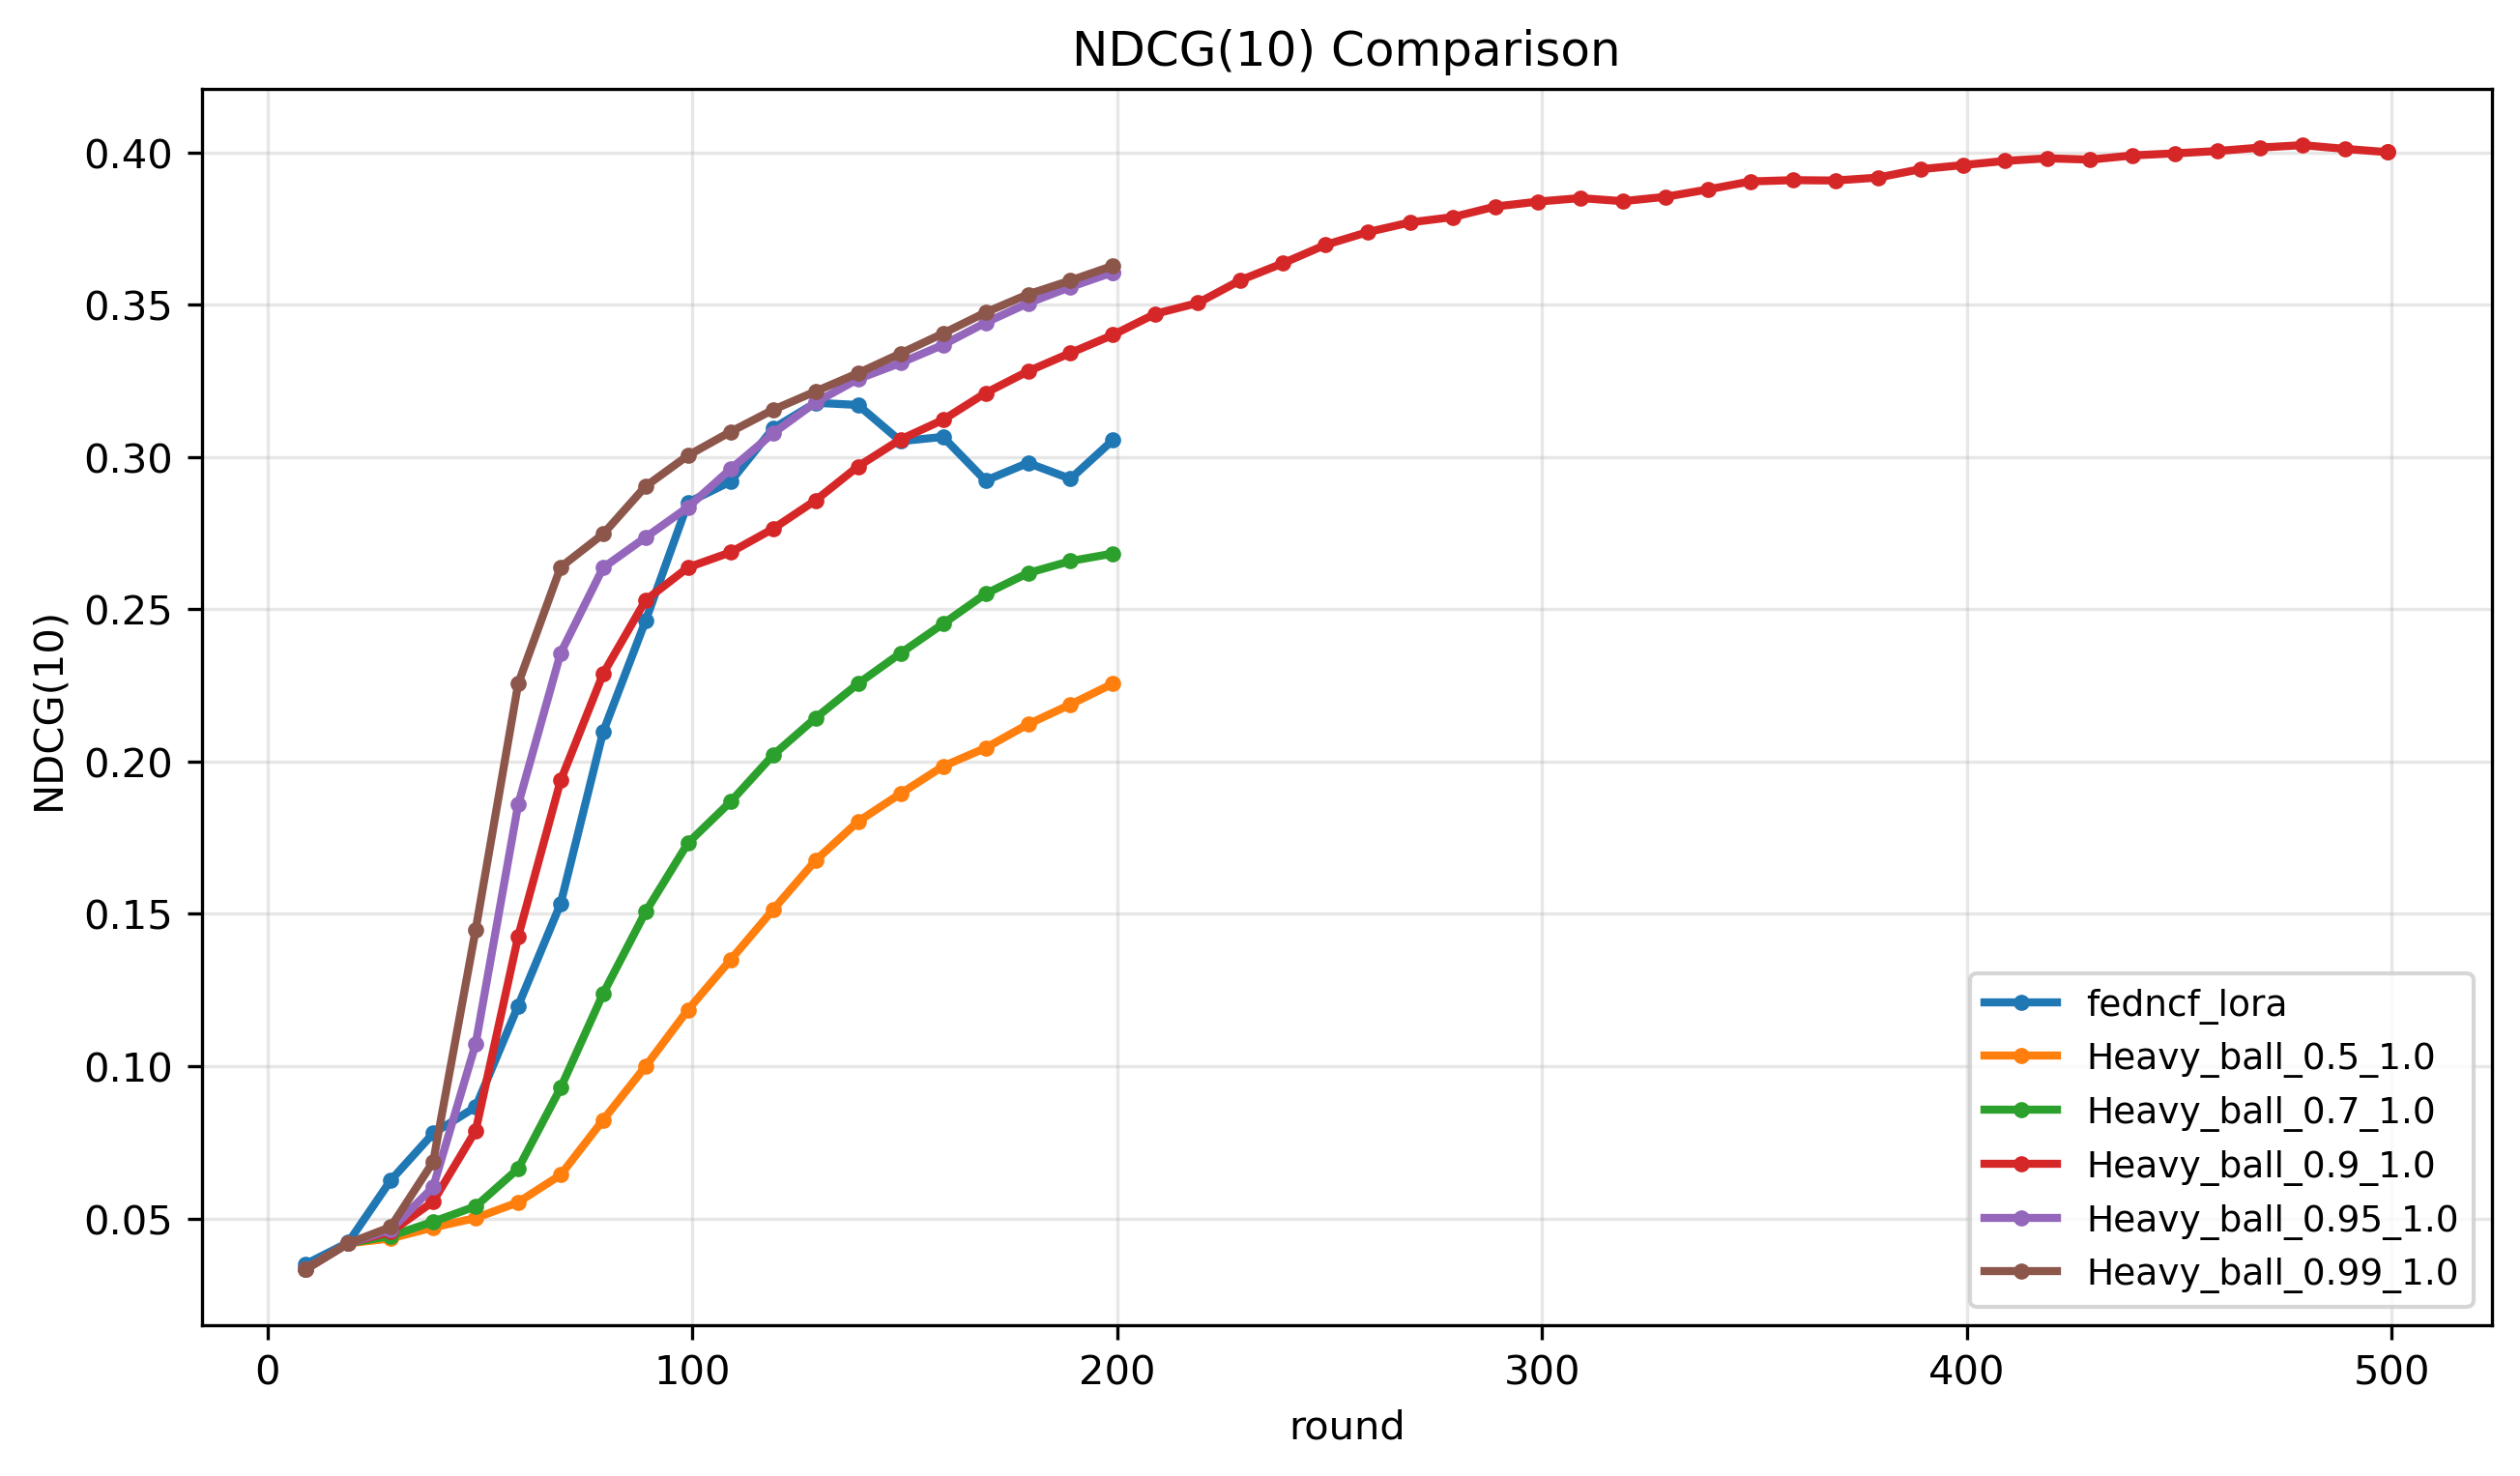 NDCG(10) Comparison
NDCG(10)
0.40
0.35
0.30
0.25
0.20
0.15
0.10
0.05
0
100
200
300
400
500
round
fedncf_lora
Heavy_ball_0.5_1.0
Heavy_ball_0.7_1.0
Heavy_ball_0.9_1.0
Heavy_ball_0.95_1.0
Heavy_ball_0.99_1.0